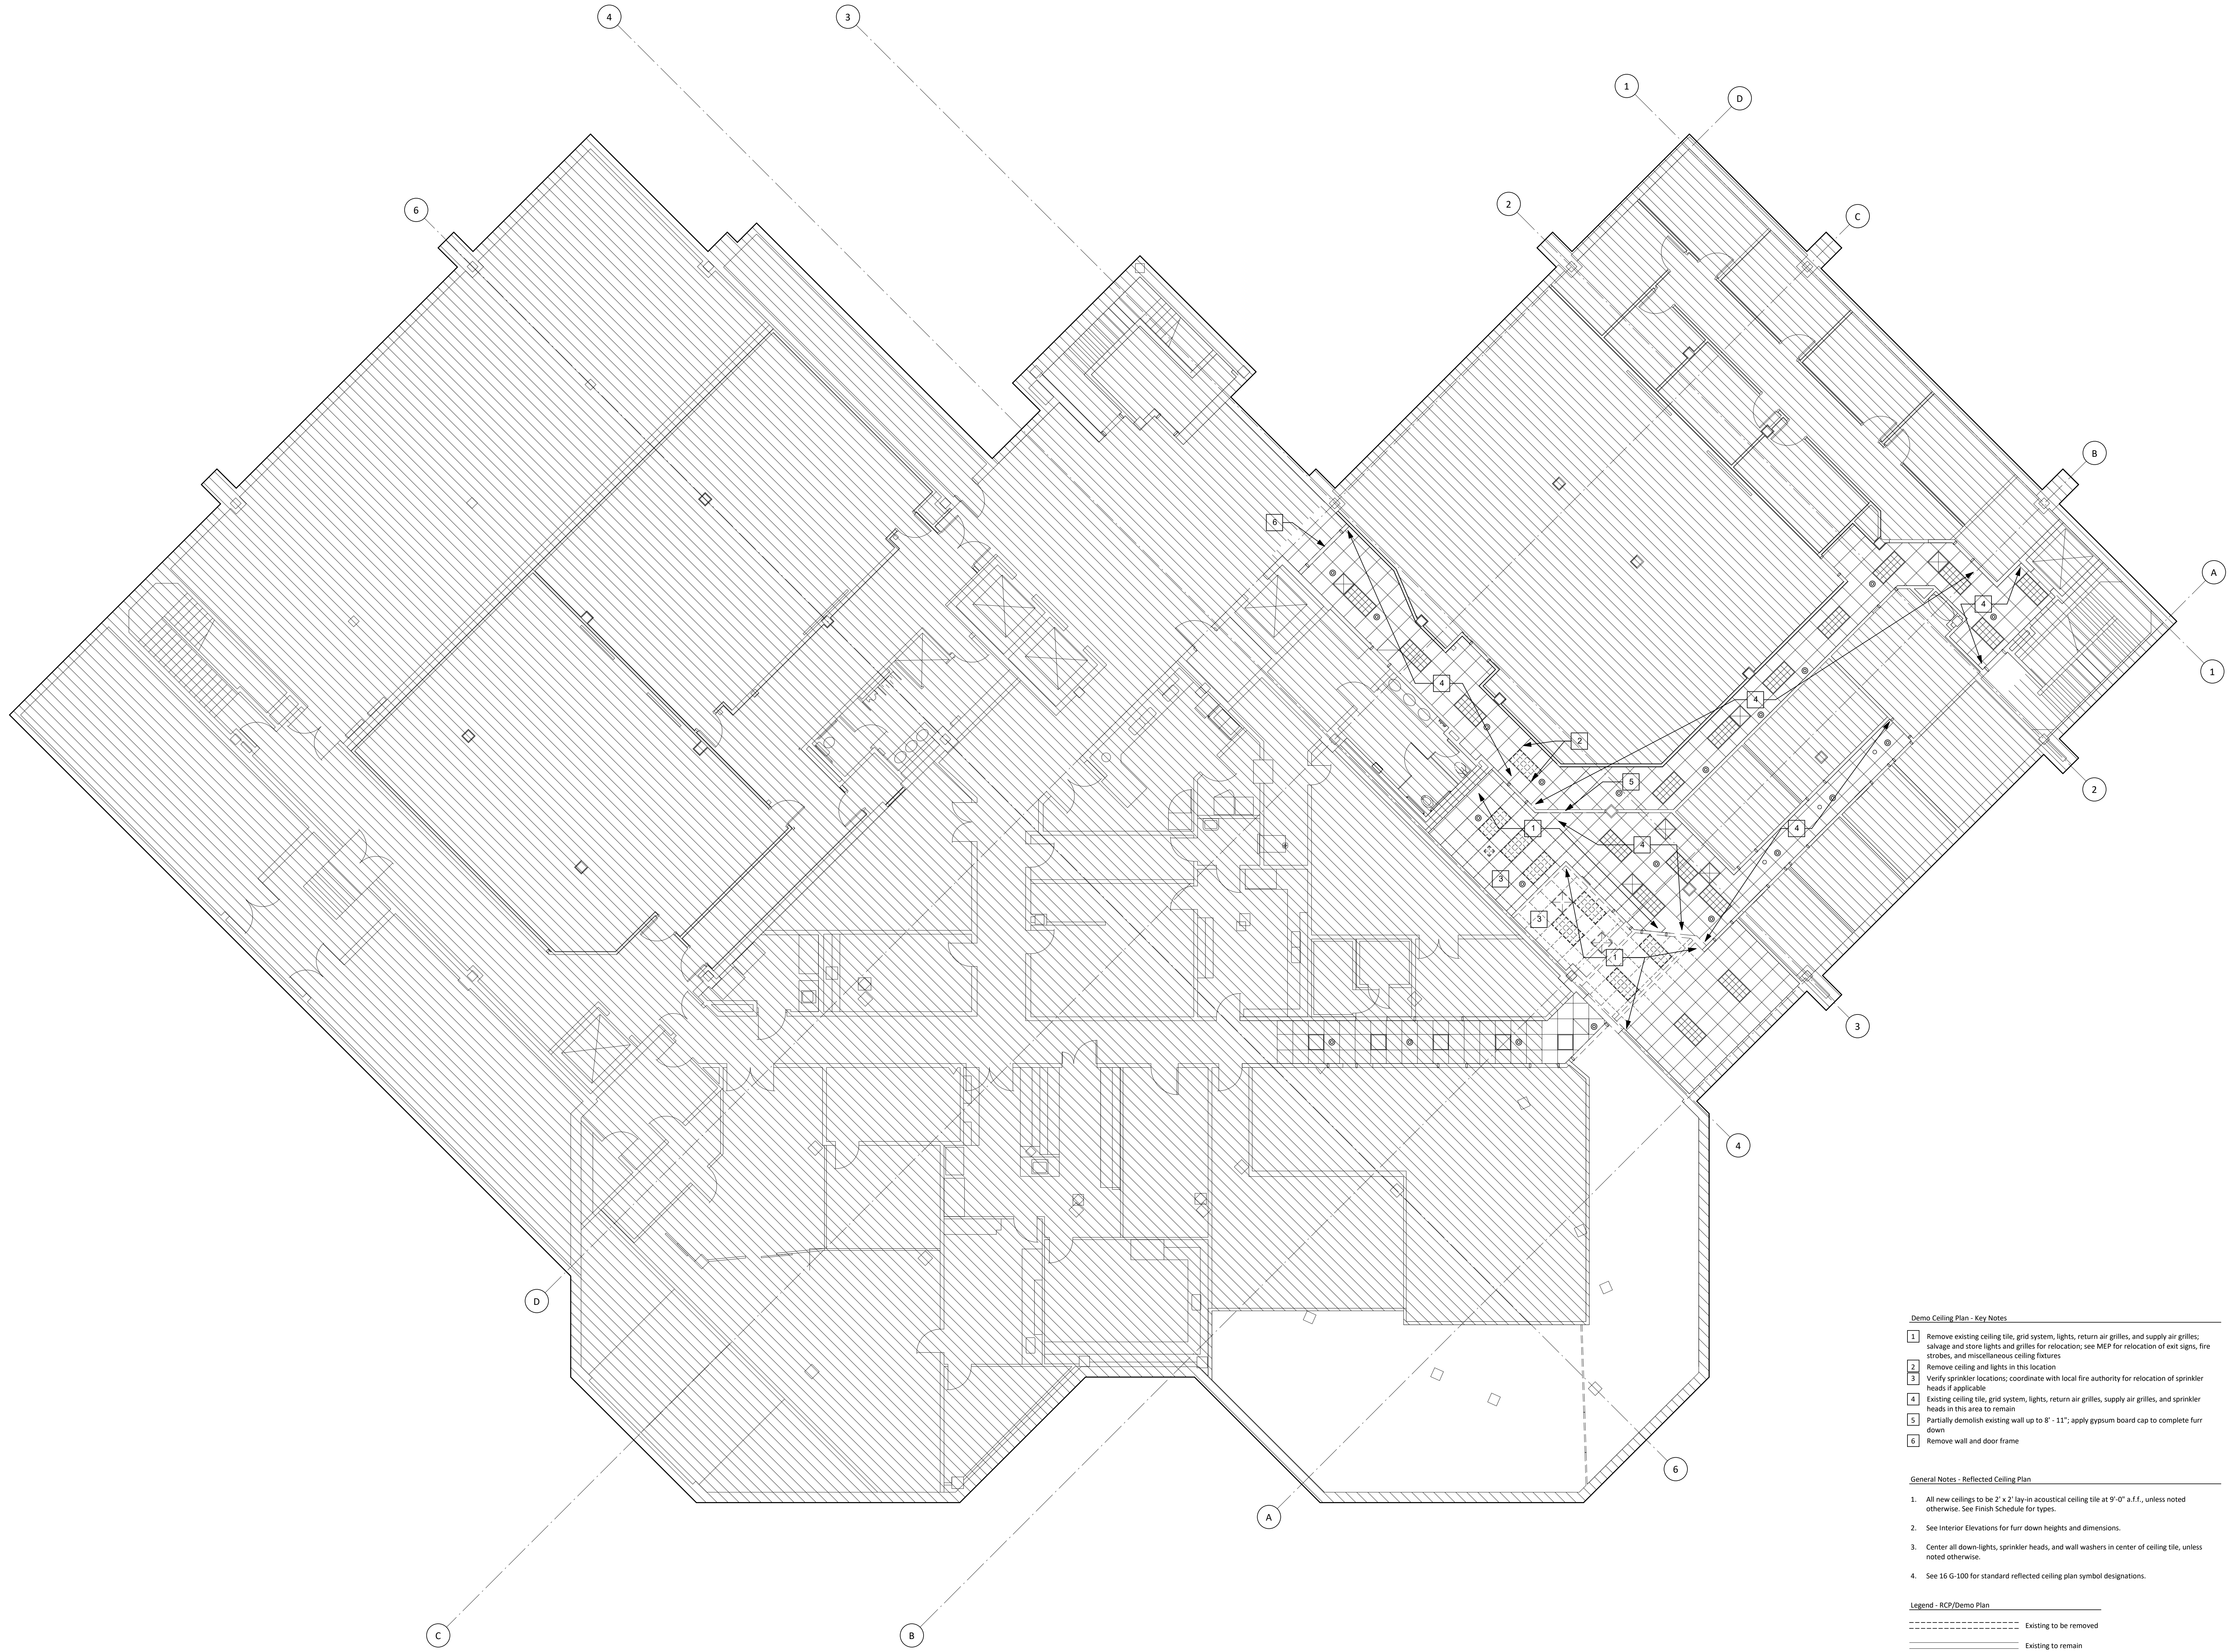 4
3
1
D
6
2
C
B
A
6
4
4
4
1
2
5
2
1
4
4
3
3
1
3
4
D
6
A
C
B
Demo Ceiling Plan - Key Notes
1 Remove existing ceiling tile, grid system, lights, return air grilles, and supply air grilles;
salvage and store lights and grilles for relocation; see MEP for relocation of exit signs, fire
strobes, and miscellaneous ceiling fixtures
2 Remove ceiling and lights in this location
3 Verify sprinkler locations; coordinate with local fire authority for relocation of sprinkler
heads if applicable
4 Existing ceiling tile, grid system, lights, return air grilles, supply air grilles, and sprinkler
heads in this area to remain
5 Partially demolish existing wall up to 8' - 11"; apply gypsum board cap to complete furr
down
6 Remove wall and door frame
General Notes - Reflected Ceiling Plan
1. All new ceilings to be 2' x 2' lay-in acoustical ceiling tile at 9'-0" a.f.f., unless noted
otherwise. See Finish Schedule for types.
2. See Interior Elevations for furr down heights and dimensions.
3. Center all down-lights, sprinkler heads, and wall washers in center of ceiling tile, unless
noted otherwise.
4. See 16 G-100 for standard reflected ceiling plan symbol designations.
Legend - RCP/Demo Plan
Existing to be removed
Existing to remain